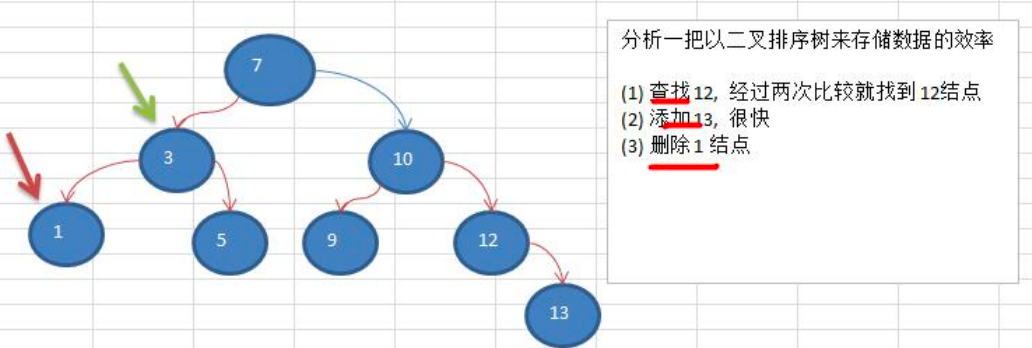 7
3
10
1
5
9
12
13
分析一把以二叉排序树来存储数据的效率
(1) 查找12, 经过两次比较就找到12结点
(2) 添加13, 很快
(3) 删除1 结点